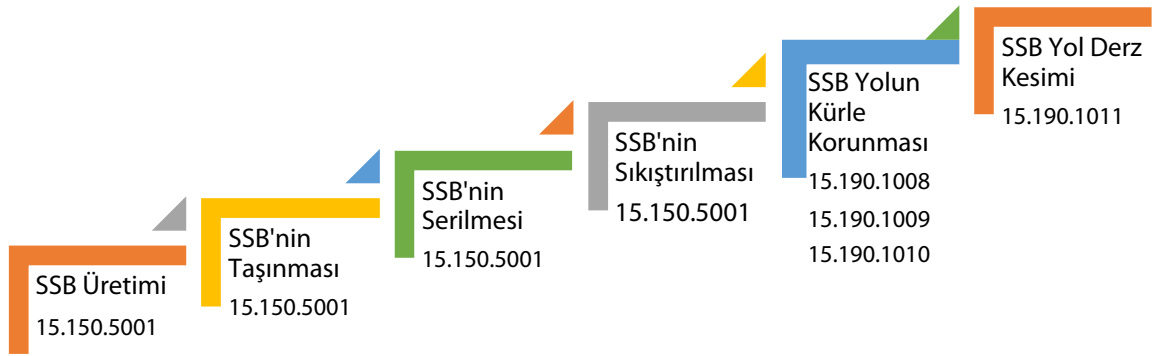 SSB Üretimi
15.150.5001
SSB'nin
Taşınması
15.150.5001
SSB'nin
Serilmesi
15.150.5001
SSB'nin
Sıkıştırılması
15.150.5001
SSB Yolun
Kürle
Korunması
15.190.1008
15.190.1009
15.190.1010
SSB Yol Derz
Kesimi
15.190.1011